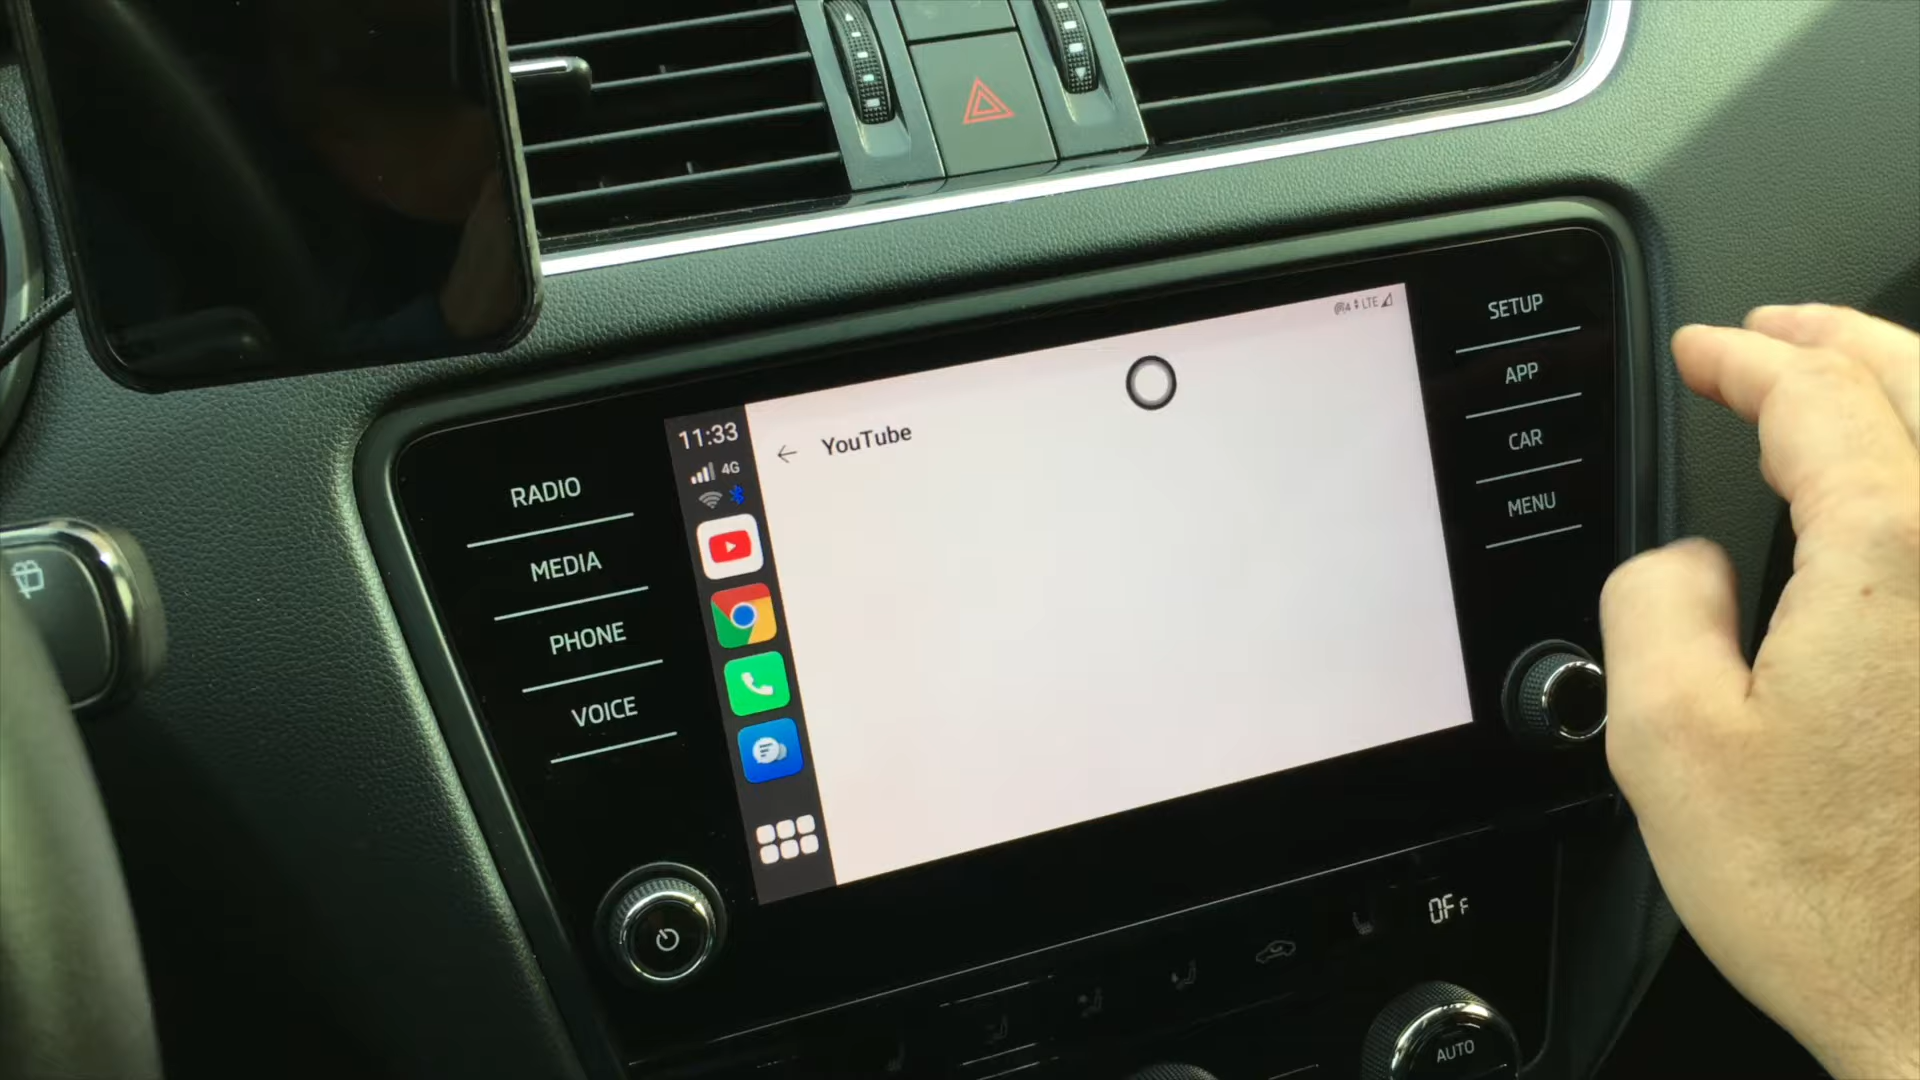 11:33
4G
YouTube
LTE
RADIO
MEDIA
PHONE
VOICE
SETUP
APP
CAR
MENU
OFF
AUTO